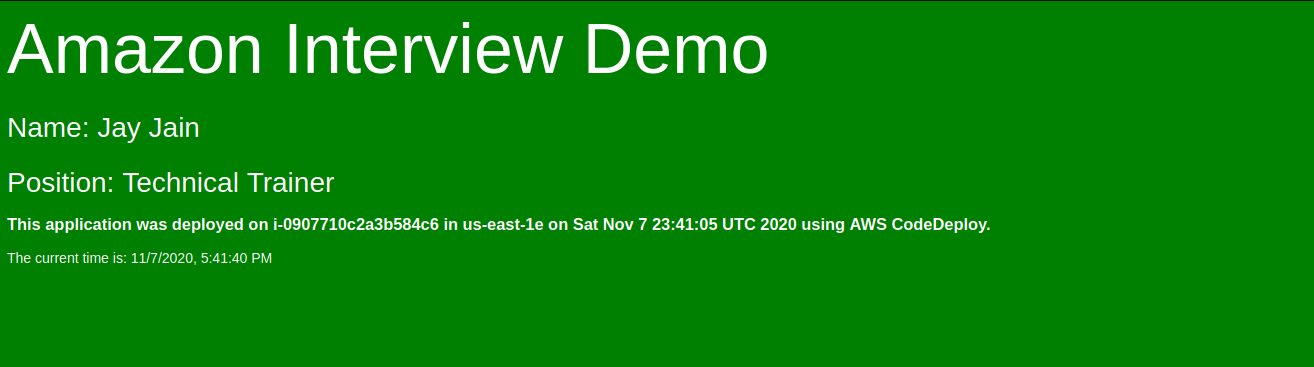 Amazon Interview Demo
Name: Jay Jain
Position: Technical Trainer
This application was deployed on i-0907710c2a3b584c6 in us-east-1e on Sat Nov 7 23:41:05 UTC 2020 using AWS CodeDeploy.
The current time is: 11/7/2020, 5:41:40 PM